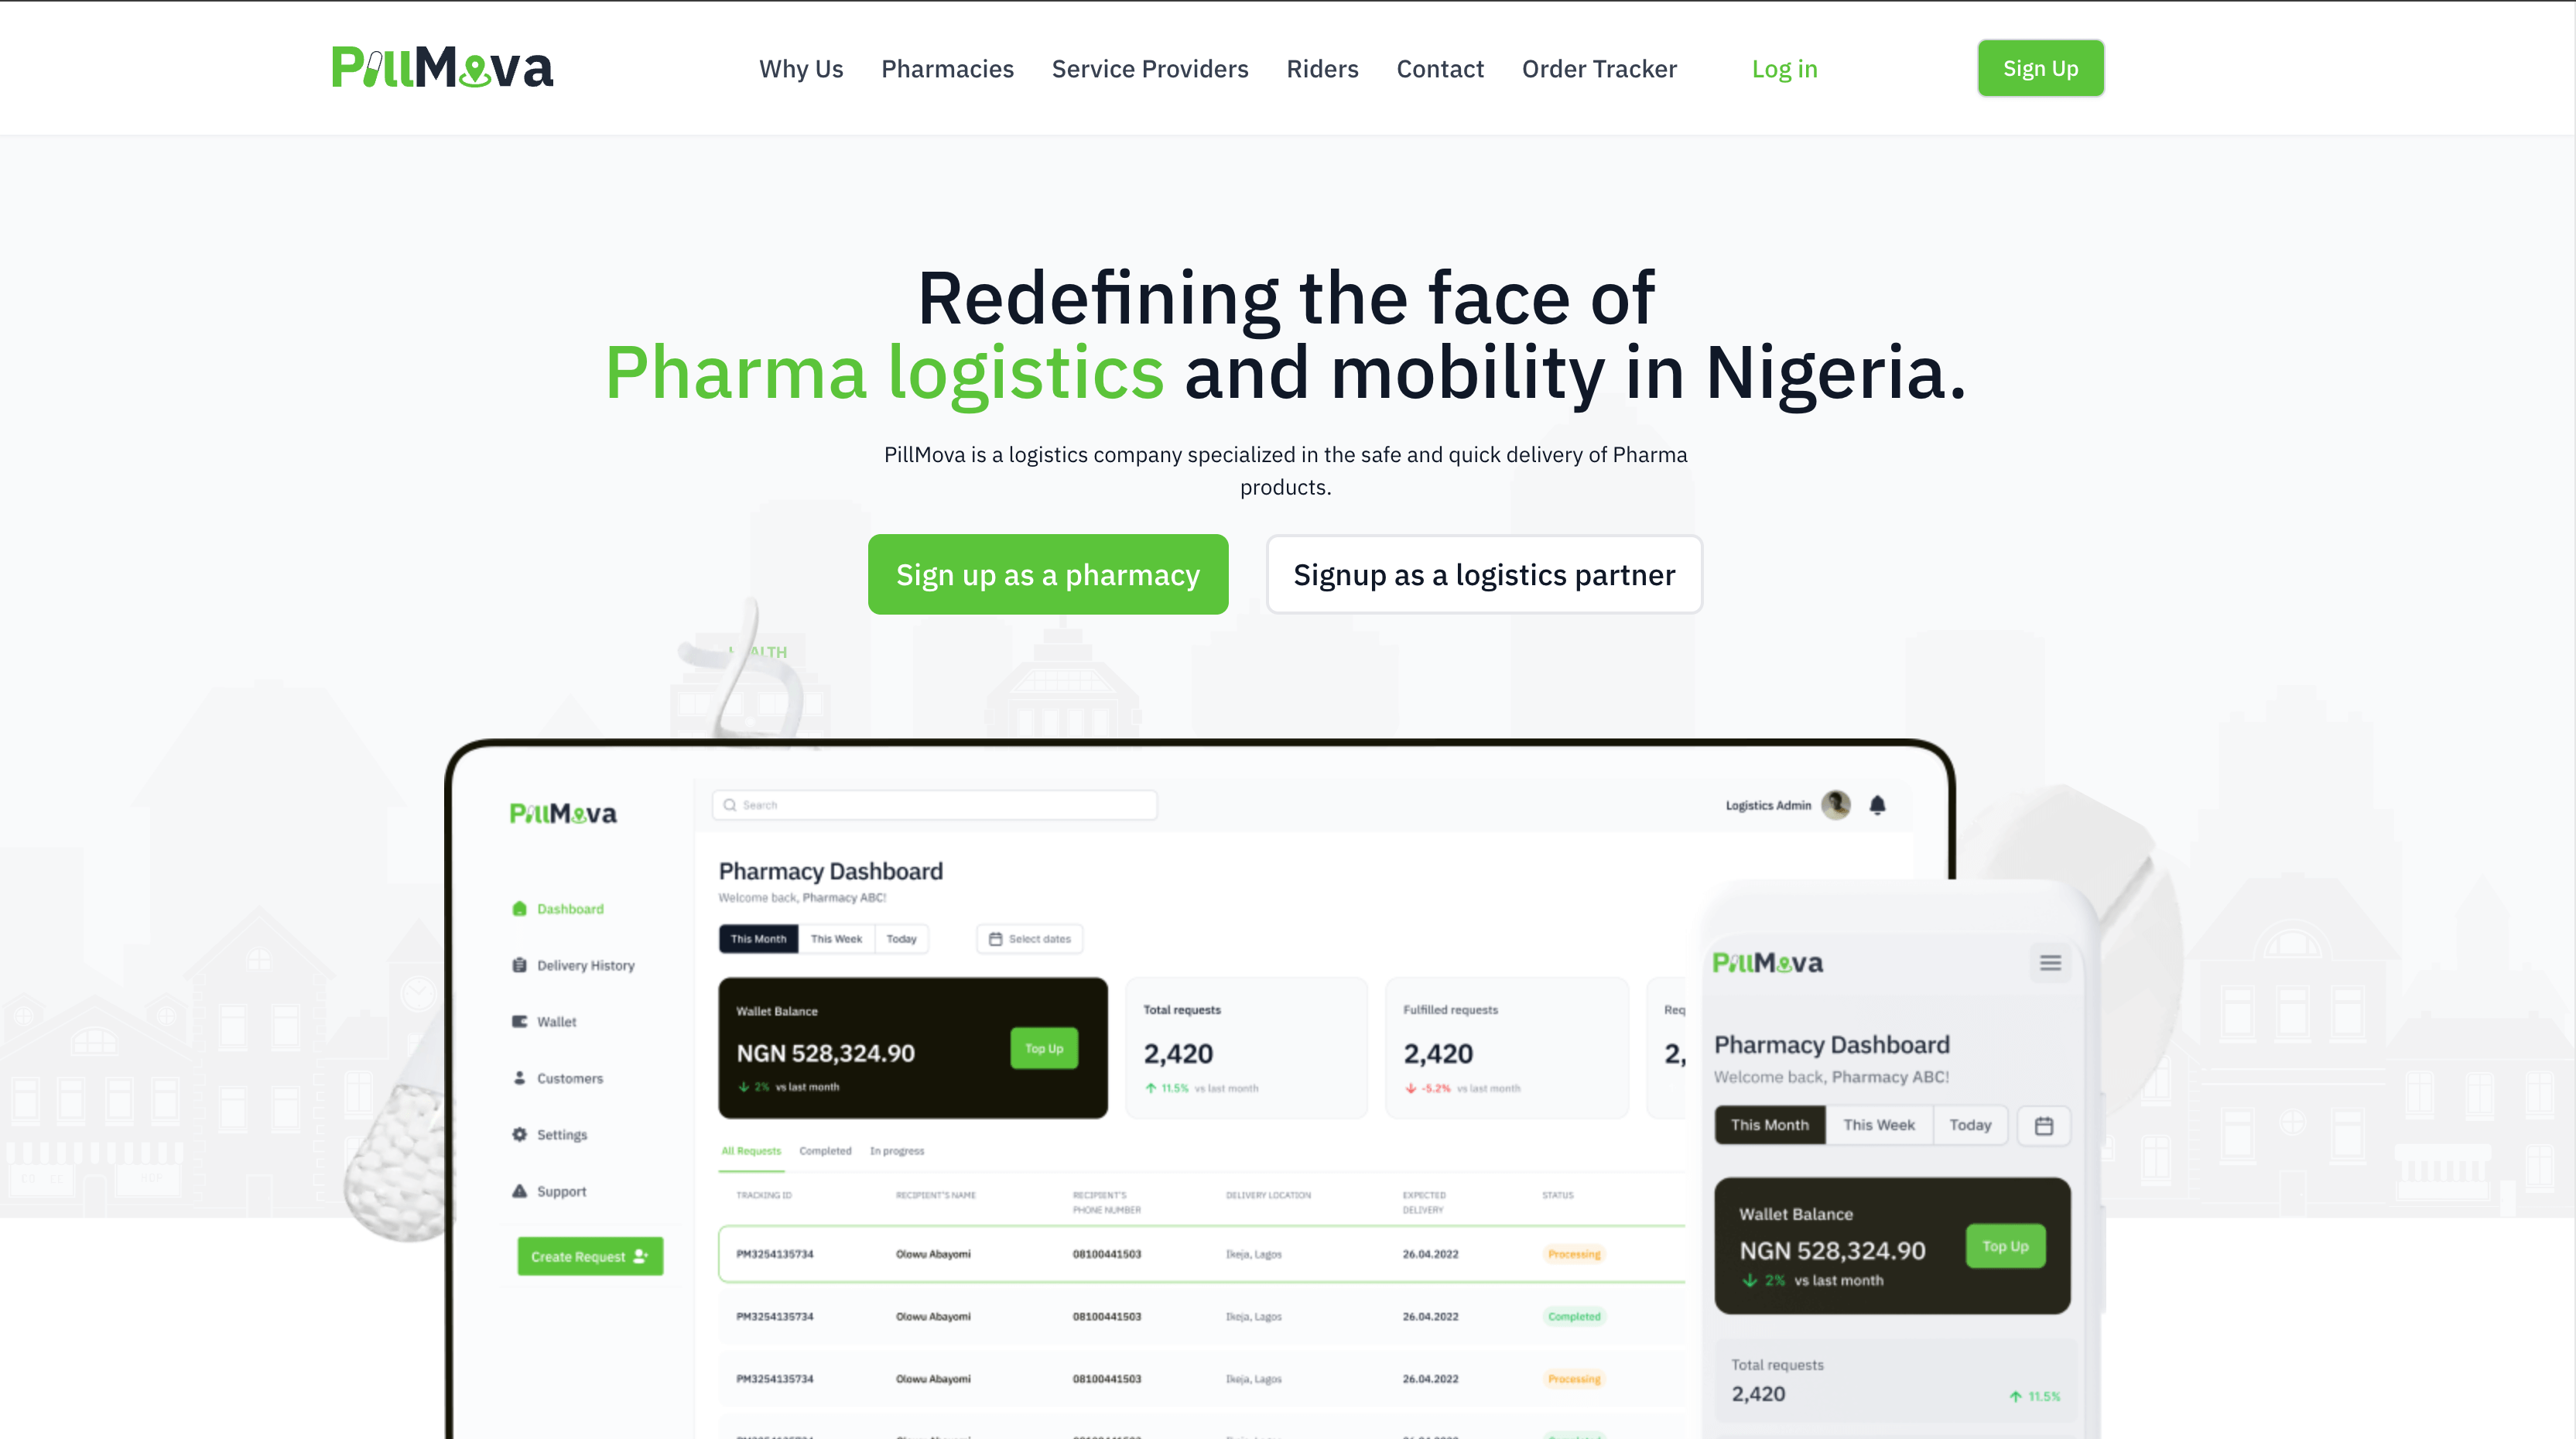 PillMova
Why Us Pharmacies Service Providers Riders Contact Order Tracker Log in Sign Up
Redefining the face of
Pharma logistics and mobility in Nigeria.
PillMova is a logistics company specialized in the safe and quick delivery of Pharma
products.
Sign up as a pharmacy Signup as a logistics partner
PillMova
Dashboard
Delivery History
Wallet
Customers
Settings
Support
Create Request
Search Logistics Admin
Pharmacy Dashboard
Welcome back, Pharmacy ABC!
This Month This Week Today Select dates
Wallet Balance
NGN 528,324.90
Top Up
2% vs last month
Total requests
2,420
11.5% vs last month
Fulfilled requests
2,420
-5.2% vs last month
All Requests Completed In progress
TRACKING ID RECIPIENT'S NAME RECIPIENT'S PHONE NUMBER DELIVERY LOCATION EXPECTED DELIVERY STATUS
PM3254135734 Olowu Abayomi 08100441503 Ikeja, Lagos 26.04.2022 Processing
PM3254135734 Olowu Abayomi 08100441503 Ikeja, Lagos 26.04.2022 Completed
PM3254135734 Olowu Abayomi 08100441503 Ikeja, Lagos 26.04.2022 Processing
PillMova
Pharmacy Dashboard
Welcome back, Pharmacy ABC!
This Month This Week Today
Wallet Balance
NGN 528,324.90
Top Up
2% vs last month
Total requests
2,420
11.5%